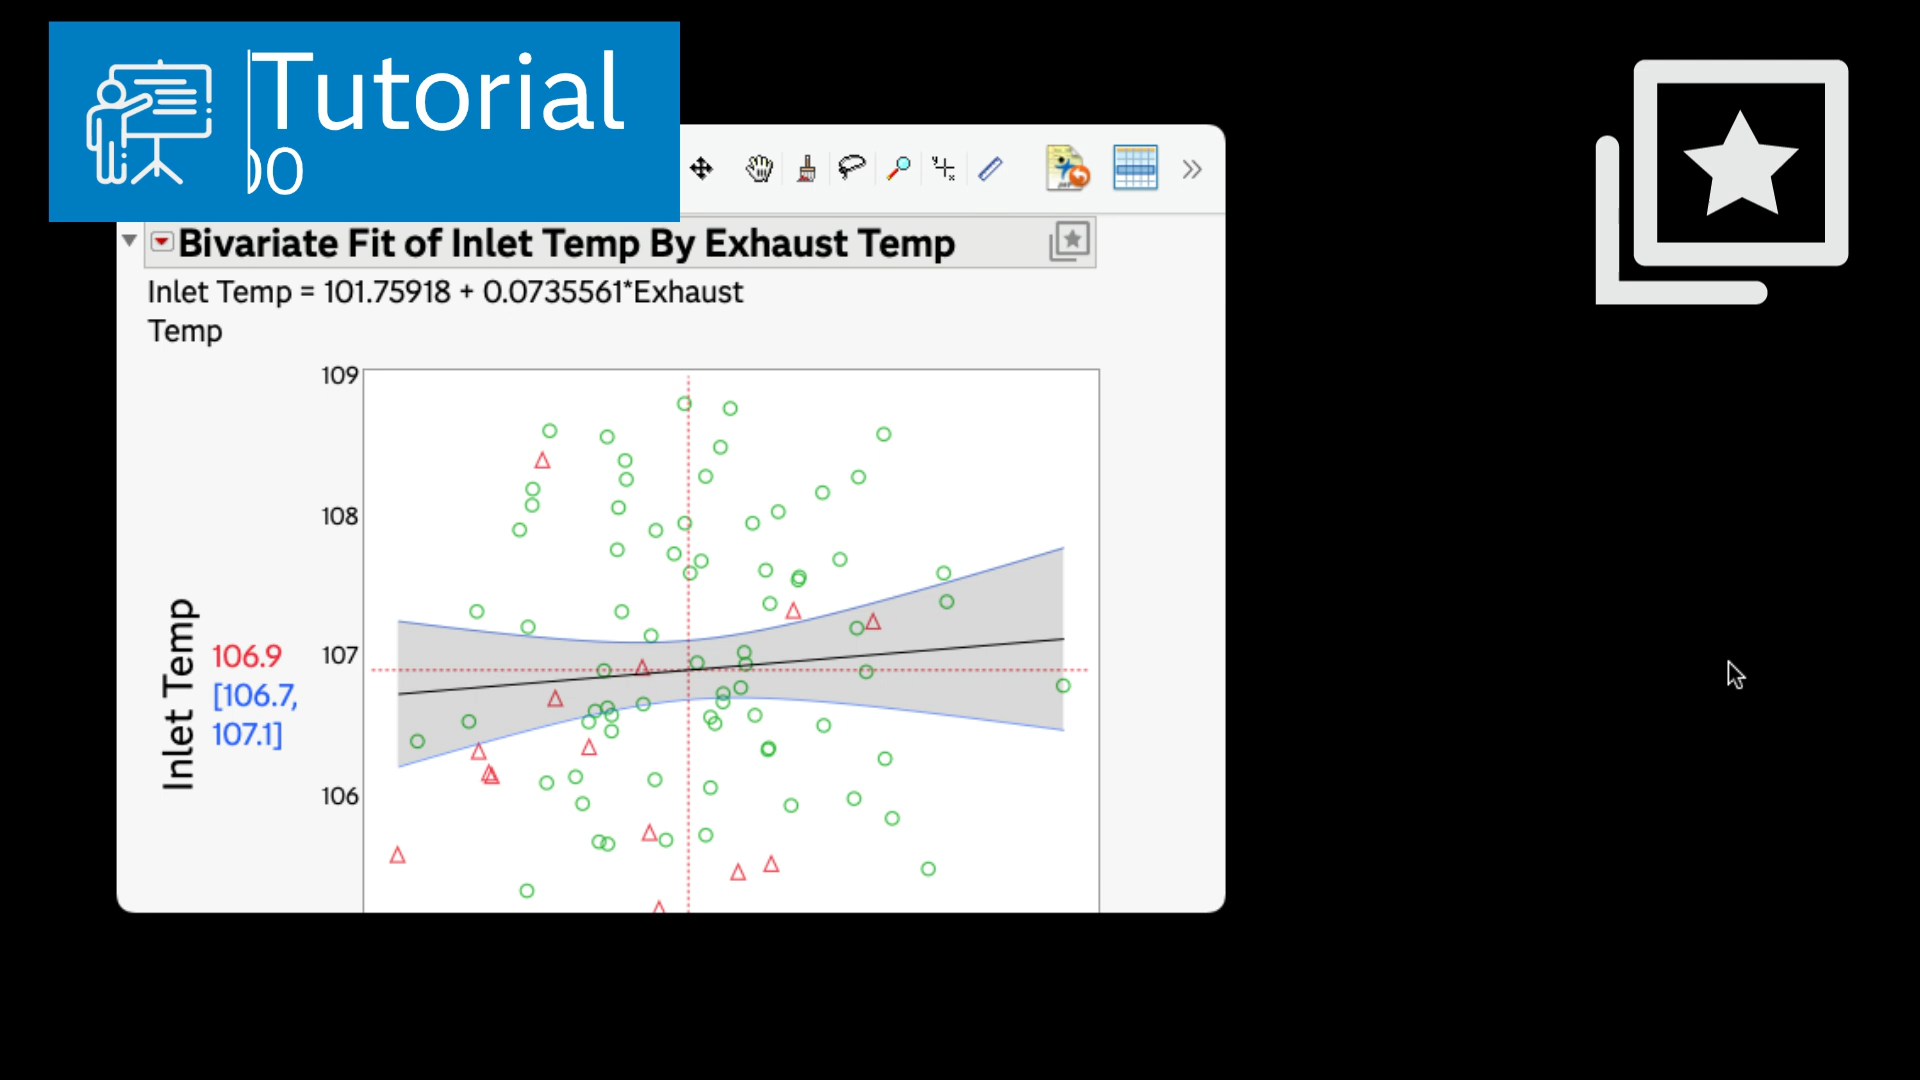 Tutorial
00
Bivariate Fit of Inlet Temp By Exhaust Temp
Inlet Temp = 101.75918 + 0.0735561*Exhaust
Temp
109
108
107
106
Inlet Temp
106.9
[106.7,
107.1]